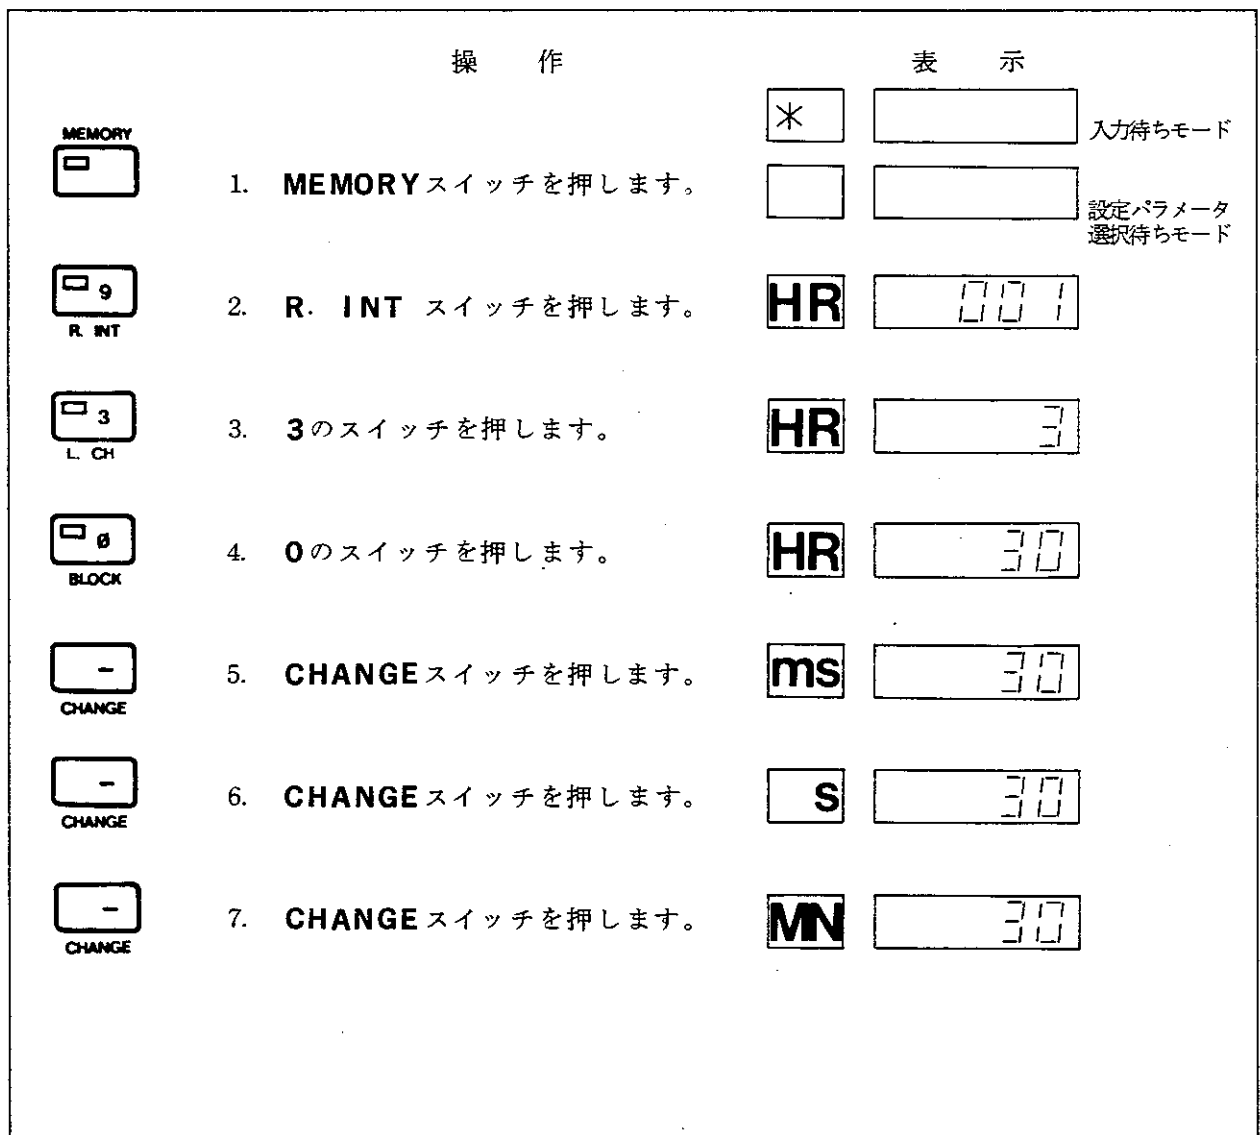 操 作 表 示
* 入力待ちモード
MEMORY
1. MEMORYスイッチを押します。
設定パラメータ
選択待ちモード
9
R. INT
2. R. INT スイッチを押します。 HR 001
3
L. CH
3. 3のスイッチを押します。 HR 3
Ø
BLOCK
4. 0のスイッチを押します。 HR 30
-
CHANGE
5. CHANGEスイッチを押します。 ms 30
-
CHANGE
6. CHANGEスイッチを押します。 s 30
-
CHANGE
7. CHANGEスイッチを押します。 MN 30